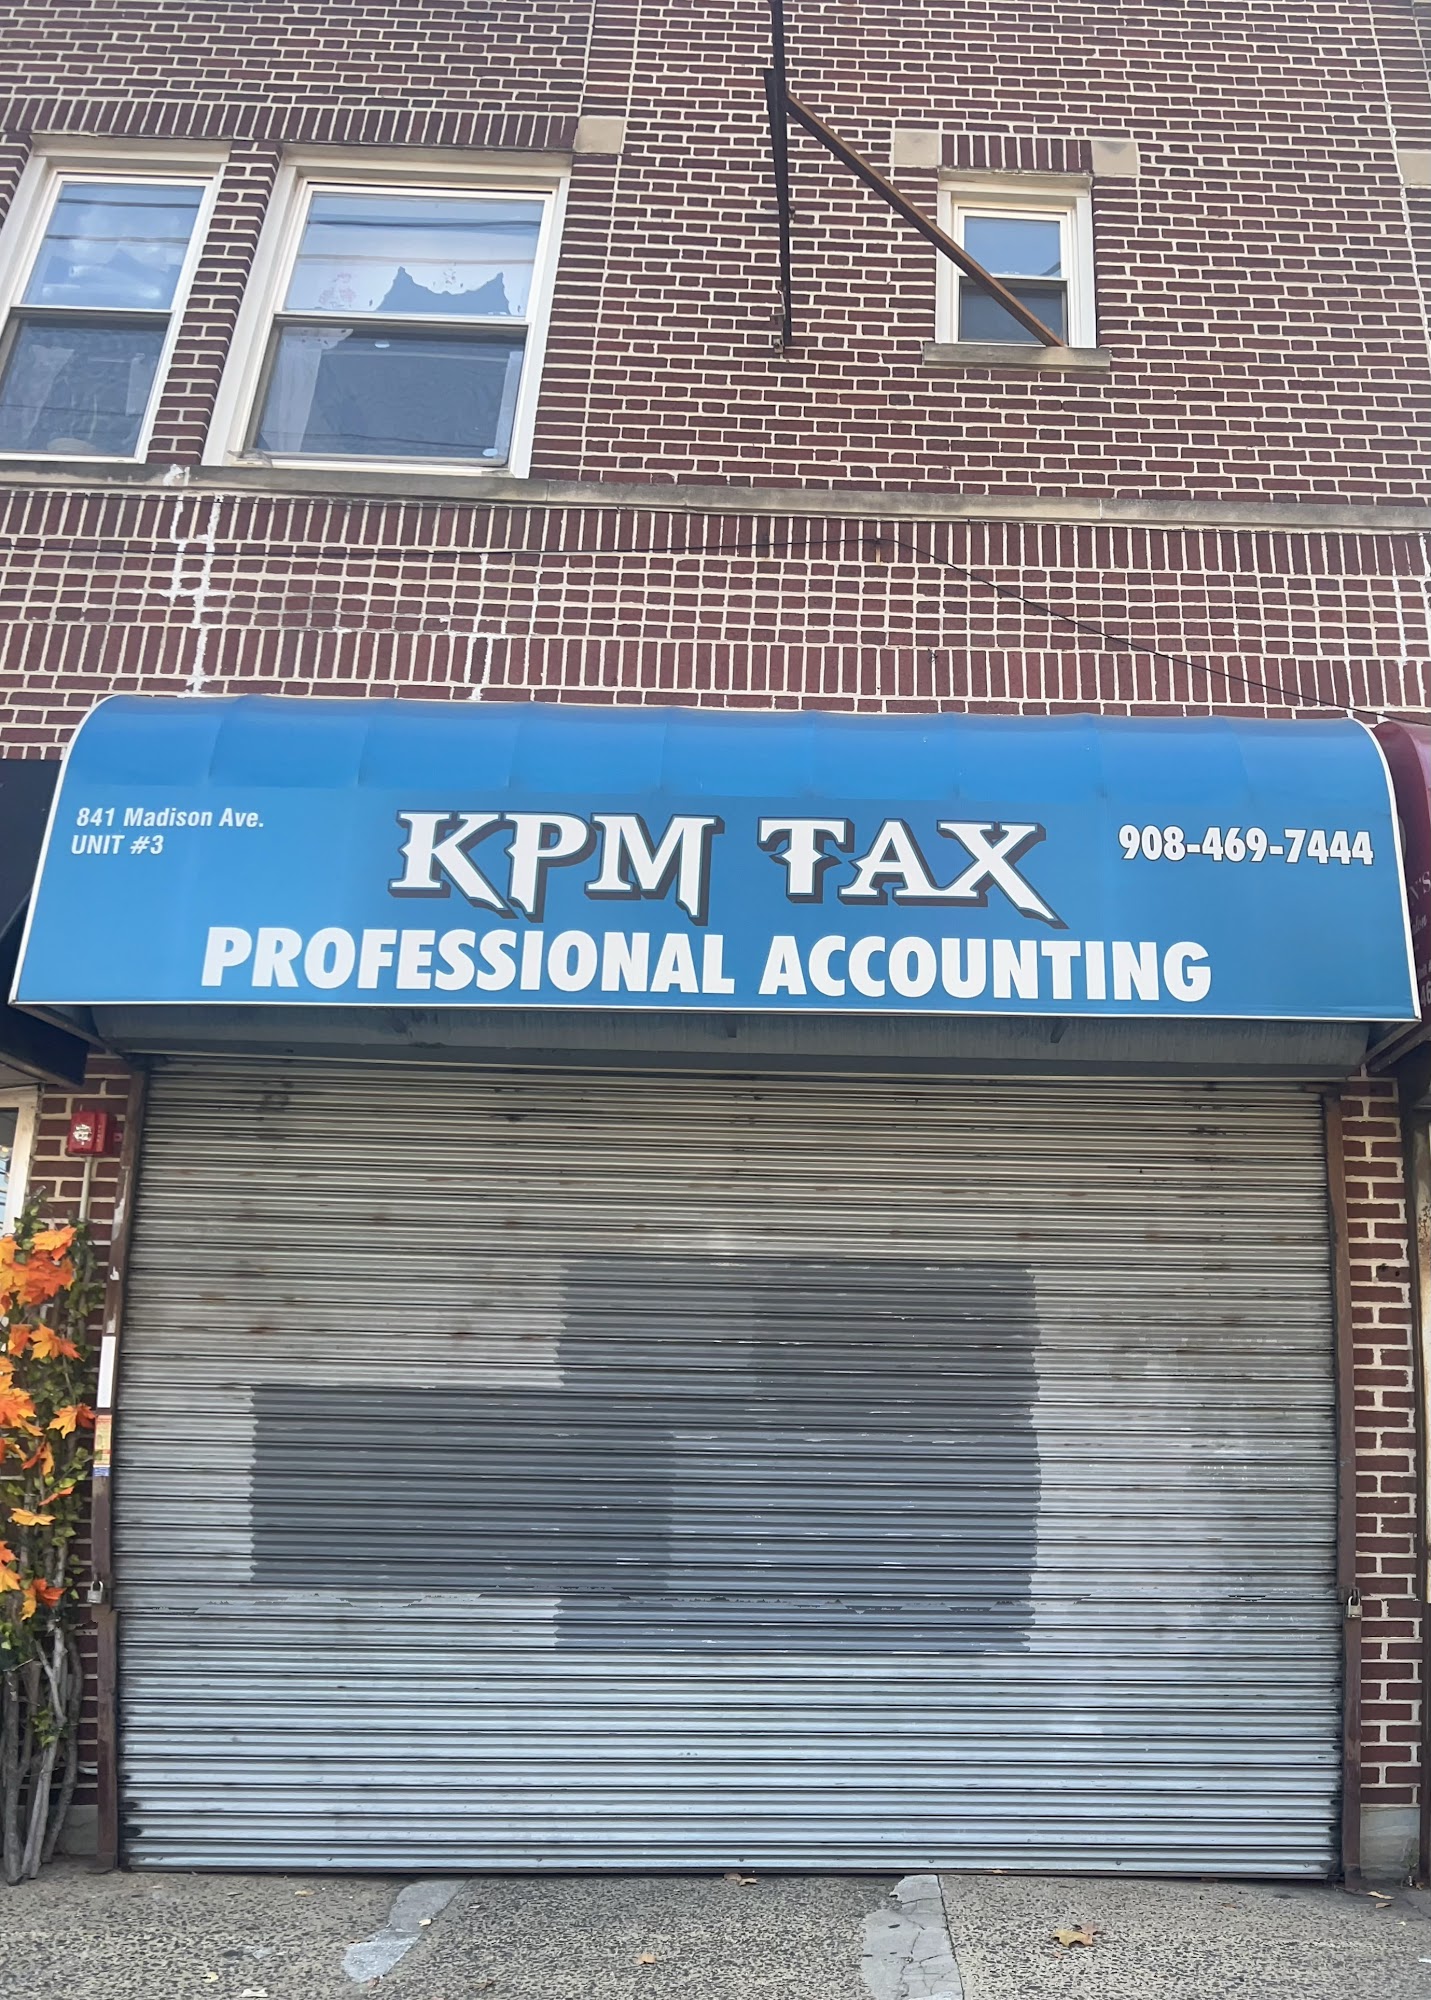 841 Madison Ave.
UNIT #3
KPM TAX
908-469-7444
PROFESSIONAL ACCOUNTING